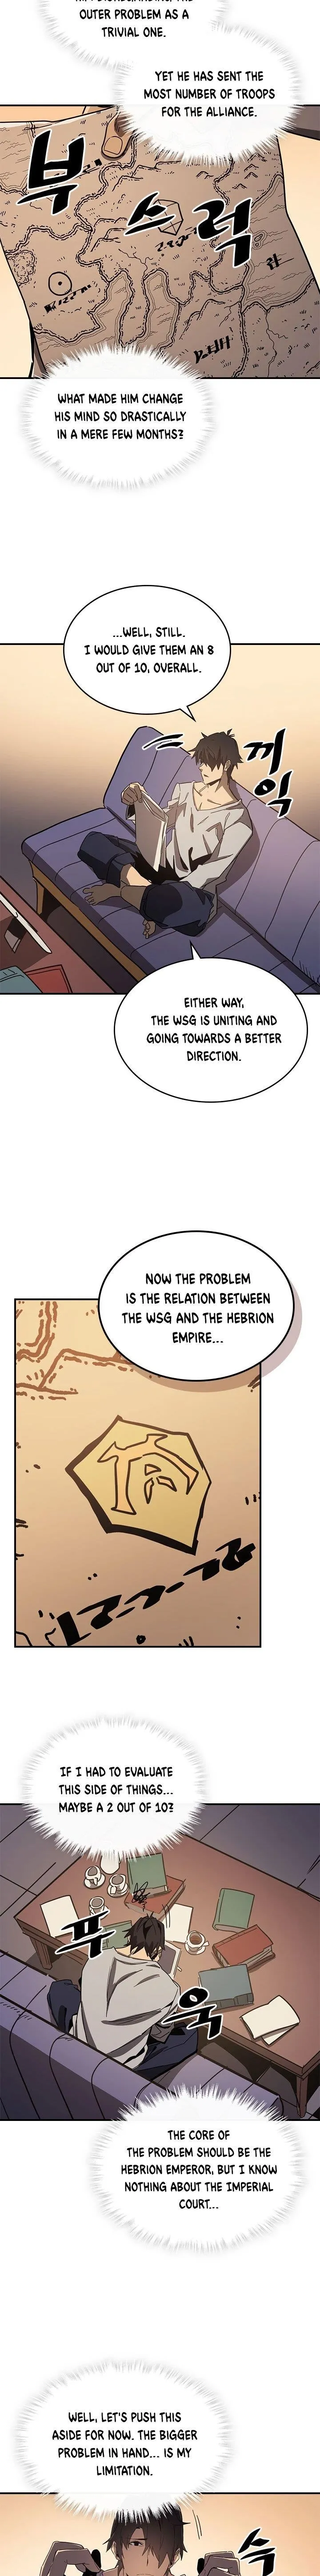 OUTER PROBLEM AS A
TRIVIAL ONE.
YET HE HAS SENT THE
MOST NUMBER OF TROOPS
FOR THE ALLIANCE.
부스럭
WHAT MADE HIM CHANGE
HIS MIND SO DRASTICALLY
IN A MERE FEW MONTHS?
...WELL, STILL.
I WOULD GIVE THEM AN 8
OUT OF 10, OVERALL.
끼익
EITHER WAY,
THE WSG IS UNITING AND
GOING TOWARDS A BETTER
DIRECTION.
NOW THE PROBLEM
IS THE RELATION BETWEEN
THE WSG AND THE HEBRION
EMPIRE...
IF I HAD TO EVALUATE
THIS SIDE OF THINGS...
MAYBE A 2 OUT OF 10?
푸욱
THE CORE OF
THE PROBLEM SHOULD BE THE
HEBRION EMPEROR, BUT I KNOW
NOTHING ABOUT THE IMPERIAL
COURT...
WELL, LET'S PUSH THIS
ASIDE FOR NOW. THE BIGGER
PROBLEM IN HAND... IS MY
LIMITATION.
스